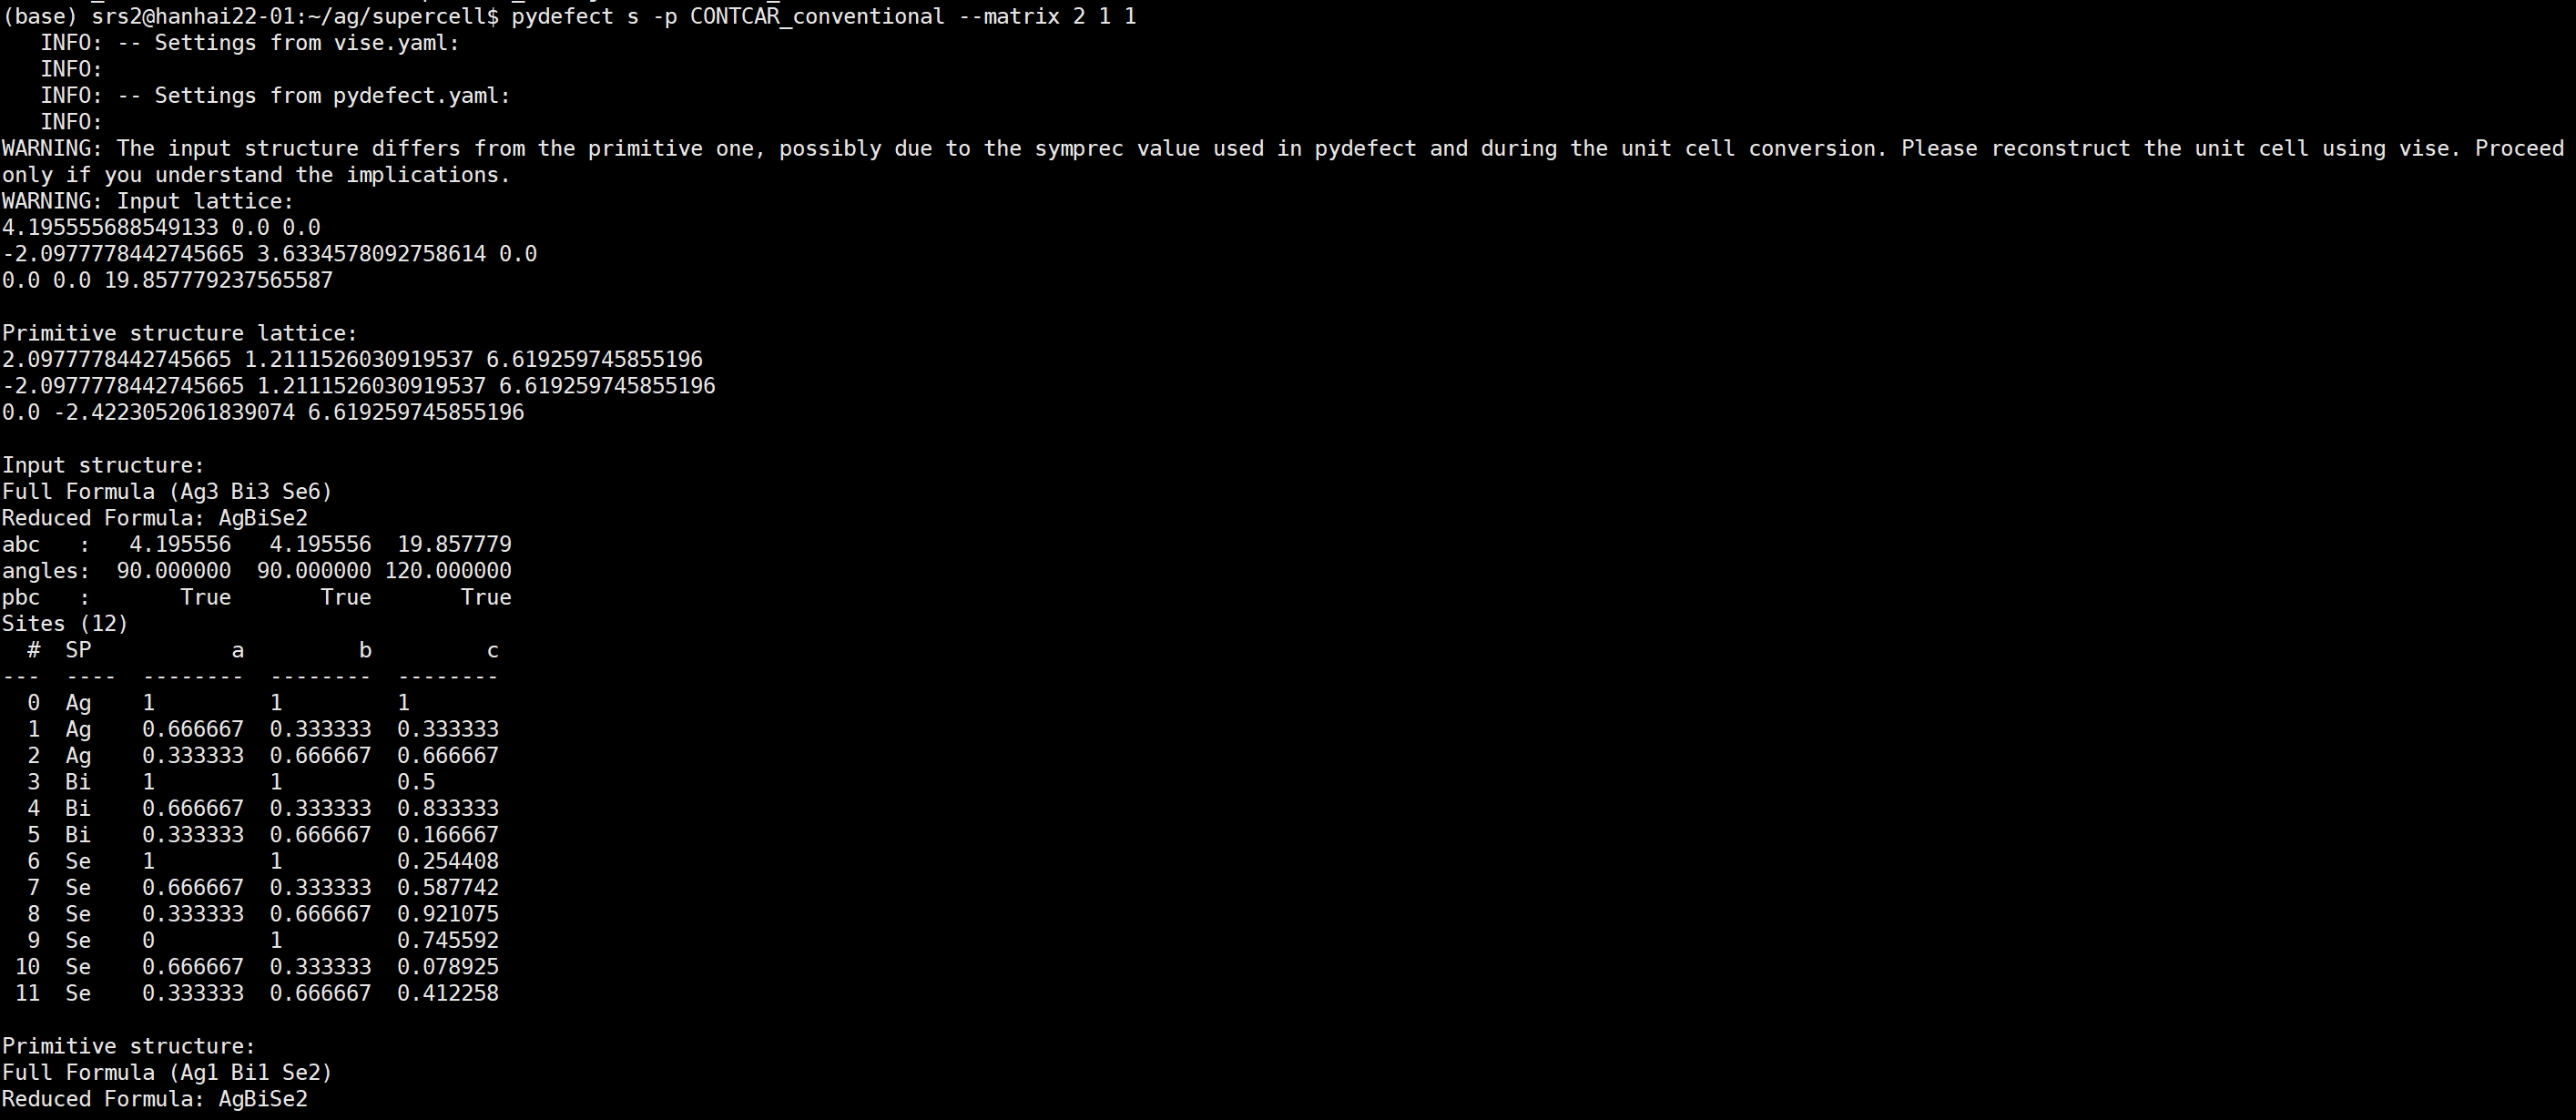 (base) srs2@hanhai22-01:~/ag/supercell$ pydefect s -p CONTCAR_conventional --matrix 2 1 1
   INFO: -- Settings from vise.yaml:
   INFO:
   INFO: -- Settings from pydefect.yaml:
   INFO:
WARNING: The input structure differs from the primitive one, possibly due to the symprec value used in pydefect and during the unit cell conversion. Please reconstruct the unit cell using vise. Proceed
only if you understand the implications.
WARNING: Input lattice:
4.195555688549133 0.0 0.0
-2.0977778442745665 3.6334578092758614 0.0
0.0 0.0 19.857779237565587

Primitive structure lattice:
2.0977778442745665 1.2111526030919537 6.619259745855196
-2.0977778442745665 1.2111526030919537 6.619259745855196
0.0 -2.4223052061839074 6.619259745855196

Input structure:
Full Formula (Ag3 Bi3 Se6)
Reduced Formula: AgBiSe2
abc   :   4.195556   4.195556  19.857779
angles:  90.000000  90.000000 120.000000
pbc   :       True       True       True
Sites (12)
  #  SP           a         b         c
---  ----  --------  --------  --------
  0  Ag    1         1         1
  1  Ag    0.666667  0.333333  0.333333
  2  Ag    0.333333  0.666667  0.666667
  3  Bi    1         1         0.5
  4  Bi    0.666667  0.333333  0.833333
  5  Bi    0.333333  0.666667  0.166667
  6  Se    1         1         0.254408
  7  Se    0.666667  0.333333  0.587742
  8  Se    0.333333  0.666667  0.921075
  9  Se    0         1         0.745592
 10  Se    0.666667  0.333333  0.078925
 11  Se    0.333333  0.666667  0.412258

Primitive structure:
Full Formula (Ag1 Bi1 Se2)
Reduced Formula: AgBiSe2